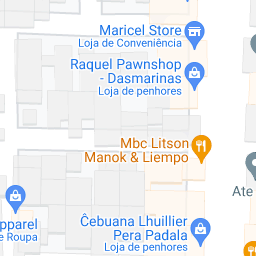 Maricel Store
Loja de Conveniência
Raquel Pawnshop
- Dasmarinas
Loja de penhores
Mbc Litson
Manok & Liempo
Ate
Ĉebuana Lhuillier
Pera Padala
Loja de penhores
pparel
e Roupa